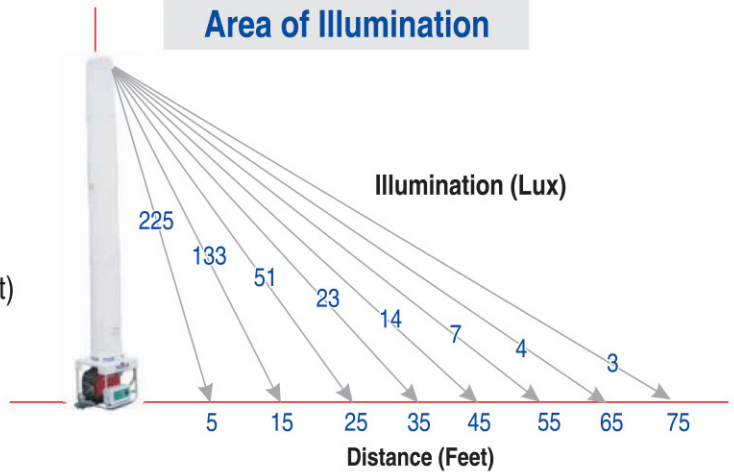 Area of Illumination
Illumination (Lux)
225
133
51
t)
23
14
7
4
3
5 15 25 35 45 55 65 75
Distance (Feet)